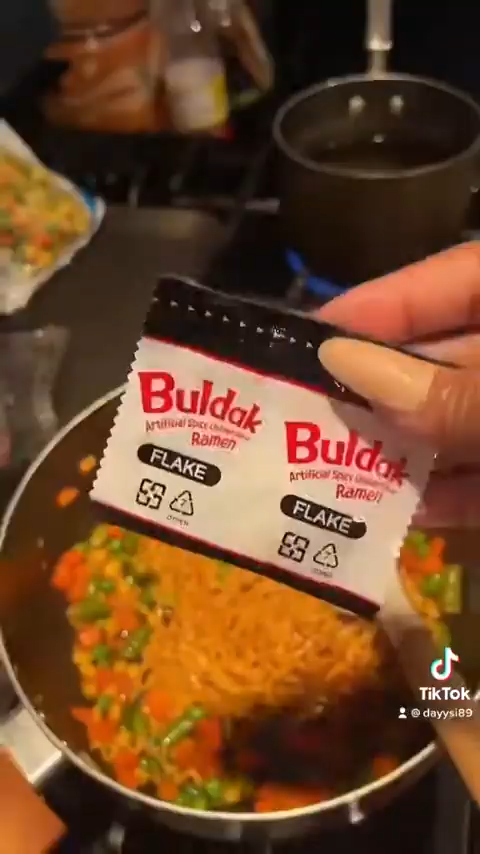 Buldak
Artificial Spicy Chicken Flavor
Ramen
FLAKE
OTHER
Buldak
Artificial Spicy Chicken Flavor
Ramen
FLAKE
OTHER
TikTok
@dayysi89